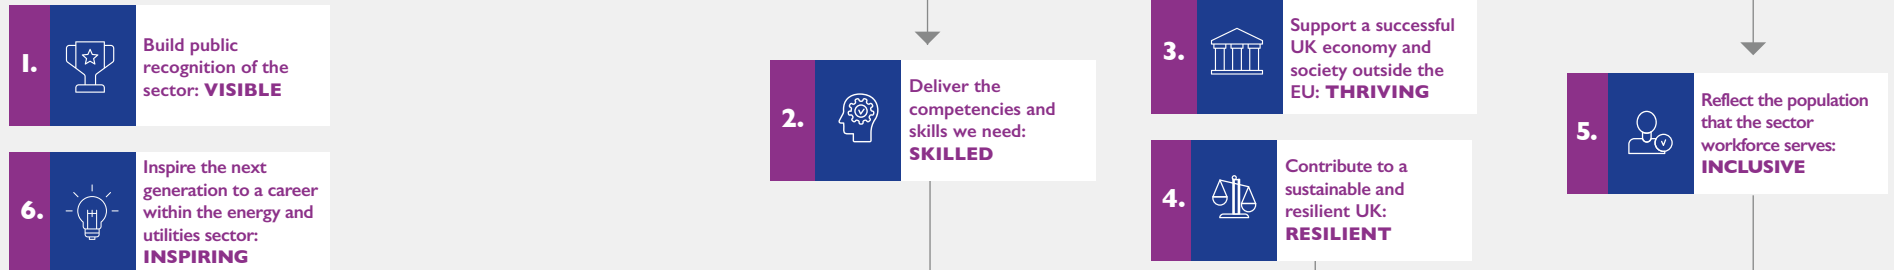 1.
Build public
recognition of the
sector: VISIBLE
6.
Inspire the next
generation to a career
within the energy and
utilities sector:
INSPIRING
2.
Deliver the
competencies and
skills we need:
SKILLED
3.
Support a successful
UK economy and
society outside the
EU: THRIVING
4.
Contribute to a
sustainable and
resilient UK:
RESILIENT
5.
Reflect the population
that the sector
workforce serves:
INCLUSIVE